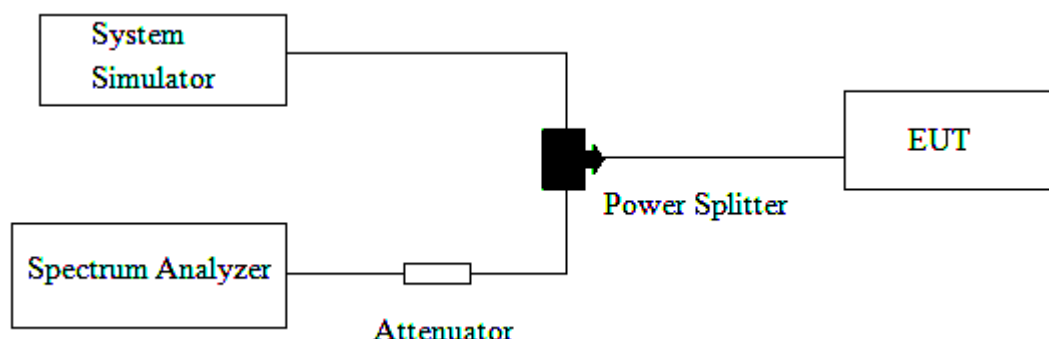 System
Simulator
EUT
Power Splitter
Spectrum Analyzer
Attenuator